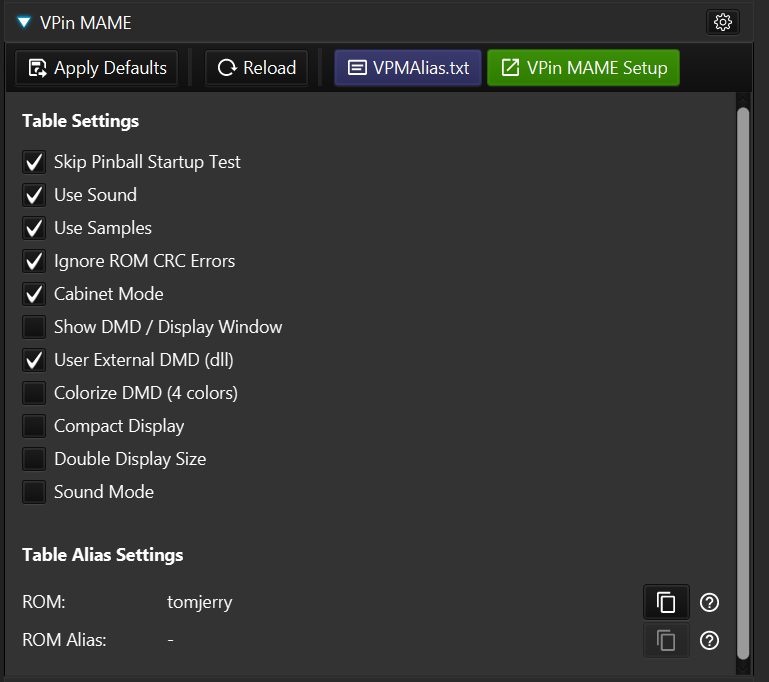 VPin MAME
Apply Defaults Reload VPMAlias.txt VPin MAME Setup
Table Settings
Skip Pinball Startup Test
Use Sound
Use Samples
Ignore ROM CRC Errors
Cabinet Mode
Show DMD / Display Window
User External DMD (dll)
Colorize DMD (4 colors)
Compact Display
Double Display Size
Sound Mode
Table Alias Settings
ROM: tomjerry
ROM Alias: -